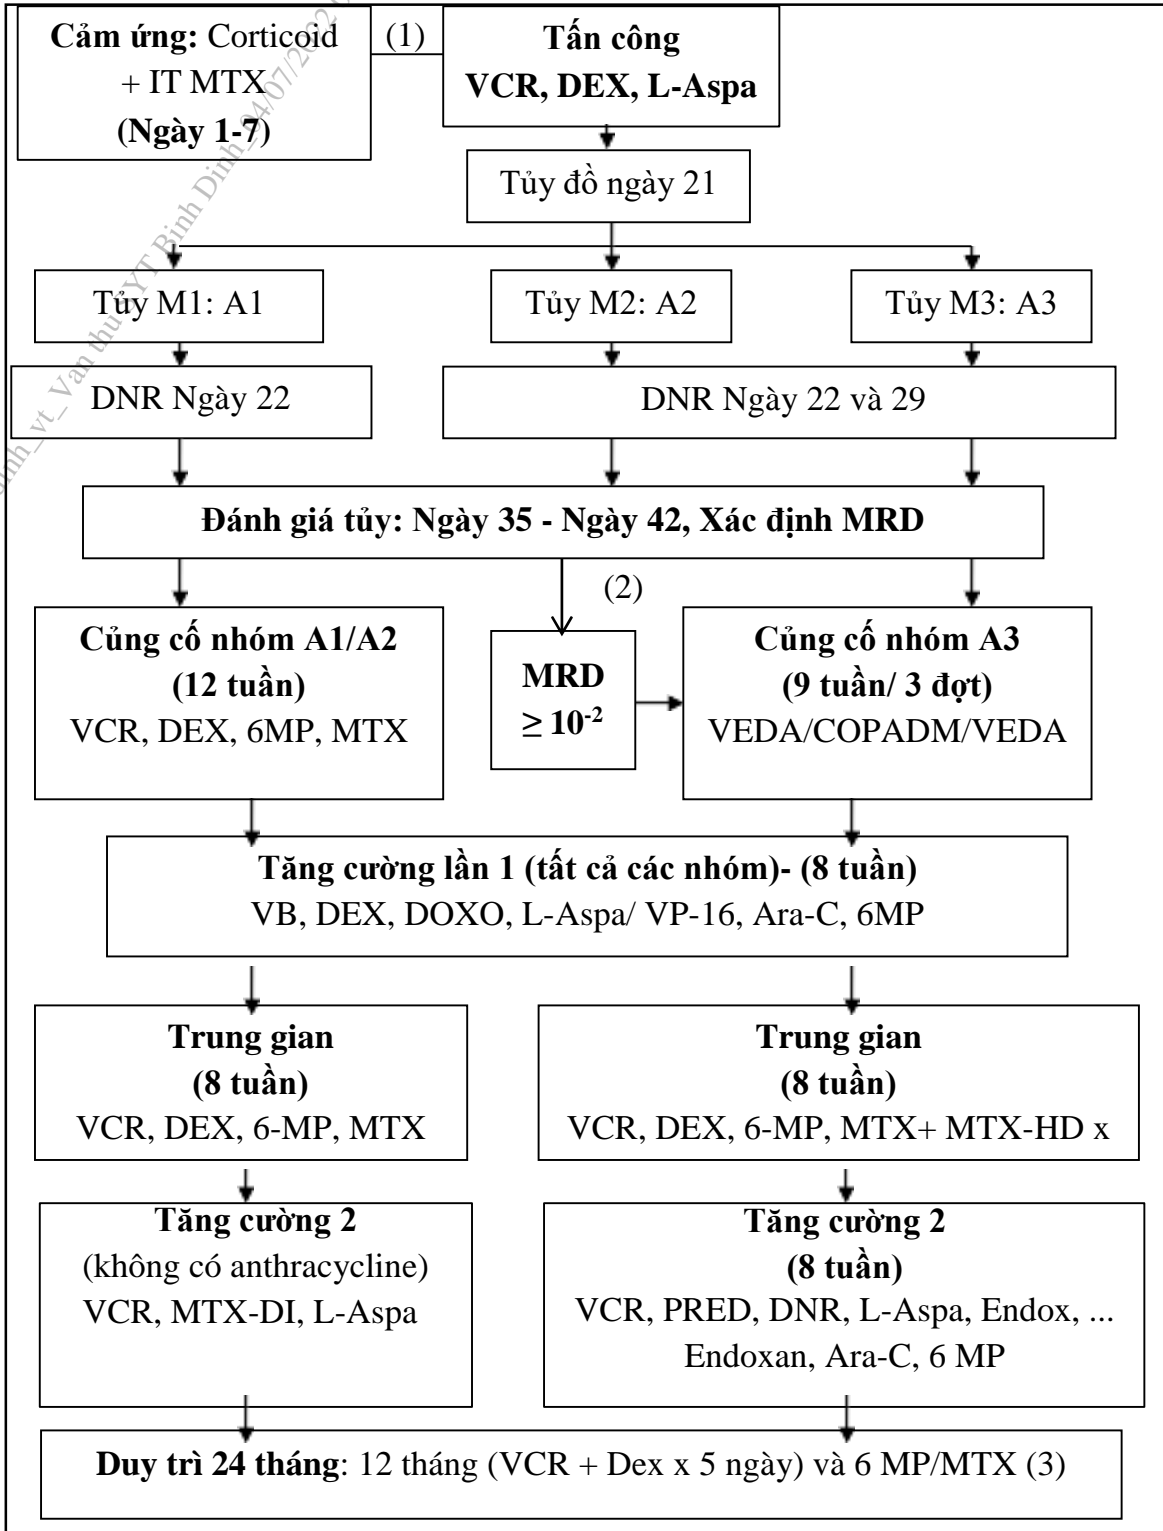 Cảm ứng: Corticoid
+ IT MTX
(Ngày 1-7)
(1)
Tấn công
VCR, DEX, L-Aspa
Tủy đồ ngày 21
Tủy M1: A1
Tủy M2: A2
Tủy M3: A3
DNR Ngày 22
DNR Ngày 22 và 29
Đánh giá tủy: Ngày 35 - Ngày 42, Xác định MRD
(2)
Củng cố nhóm A1/A2
(12 tuần)
VCR, DEX, 6MP, MTX
MRD
≥ 10⁻²
Củng cố nhóm A3
(9 tuần/ 3 đợt)
VEDA/COPADM/VEDA
Tăng cường lần 1 (tất cả các nhóm)- (8 tuần)
VB, DEX, DOXO, L-Aspa/ VP-16, Ara-C, 6MP
Trung gian
(8 tuần)
VCR, DEX, 6-MP, MTX
Trung gian
(8 tuần)
VCR, DEX, 6-MP, MTX+ MTX-HD x
Tăng cường 2
(không có anthracycline)
VCR, MTX-DI, L-Aspa
Tăng cường 2
(8 tuần)
VCR, PRED, DNR, L-Aspa, Endox, ...
Endoxan, Ara-C, 6 MP
Duy trì 24 tháng: 12 tháng (VCR + Dex x 5 ngày) và 6 MP/MTX (3)
inh_vt_Van thu SYT Binh Dinh_04/07/2022